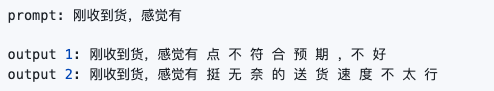 prompt: 刚收到货，感觉有
output 1: 刚收到货，感觉有 点 不 符 合 预 期 ，不 好
output 2: 刚收到货，感觉有 挺 无 奈 的 送 货 速 度 不 太 行